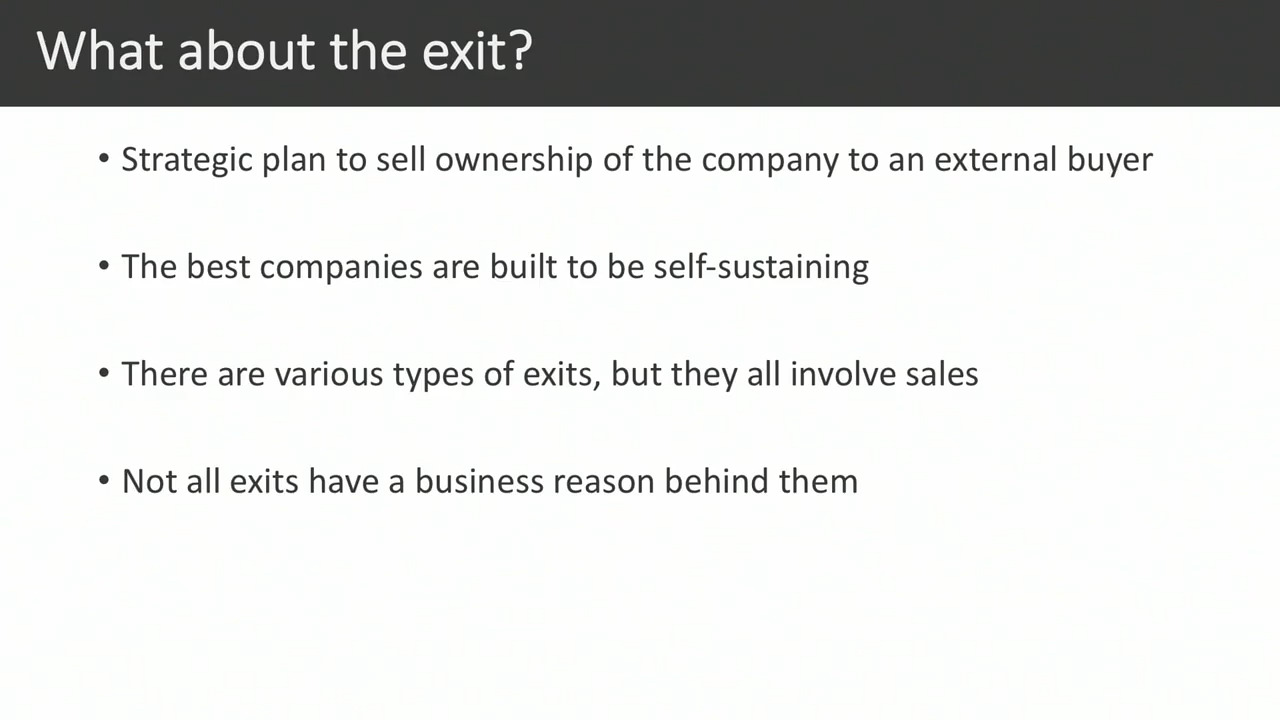 What about the exit?
• Strategic plan to sell ownership of the company to an external buyer
• The best companies are built to be self-sustaining
• There are various types of exits, but they all involve sales
• Not all exits have a business reason behind them